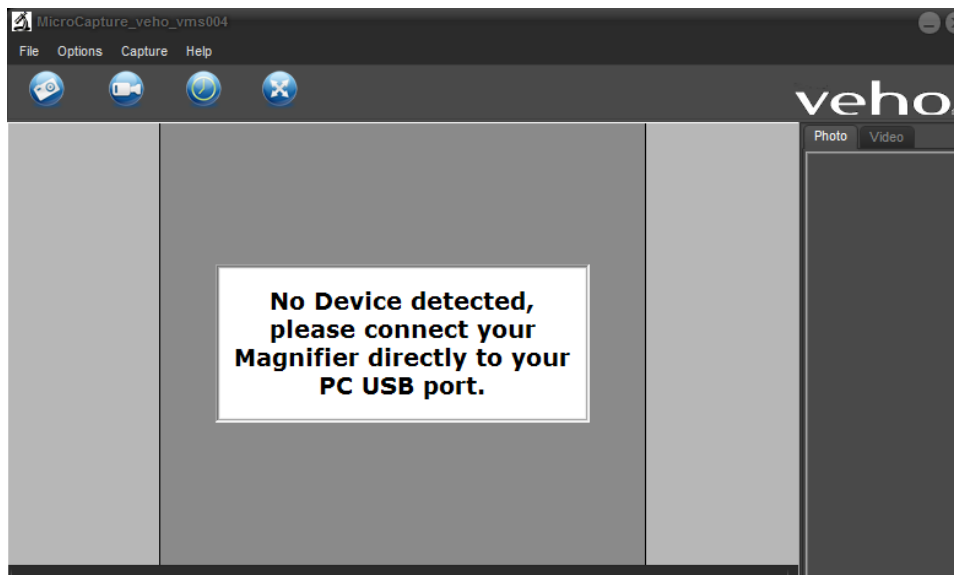 MicroCapture_veho_vms004
File Options Capture Help
veho
Photo Video
No Device detected,
please connect your
Magnifier directly to your
PC USB port.